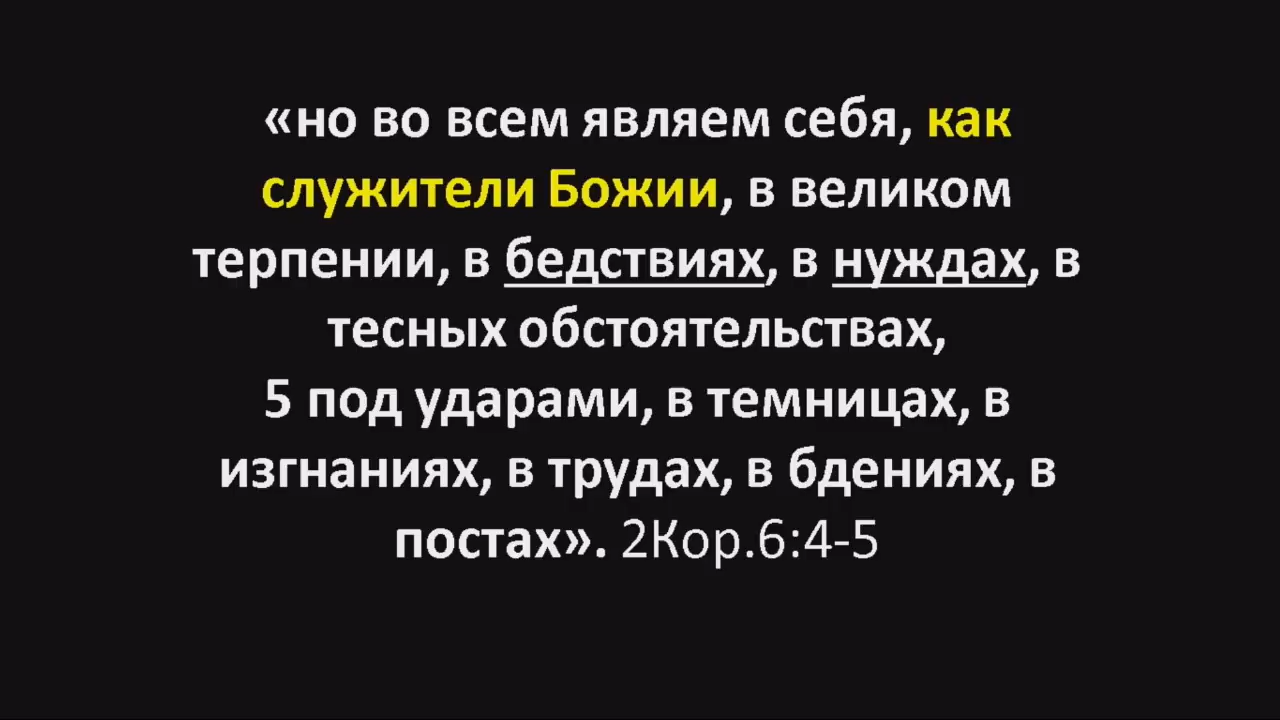 «но во всем являем себя, как
служители Божии, в великом
терпении, в бедствиях, в нуждах, в
тесных обстоятельствах,
5 под ударами, в темницах, в
изгнаниях, в трудах, в бдениях, в
постах». 2Кор.6:4-5